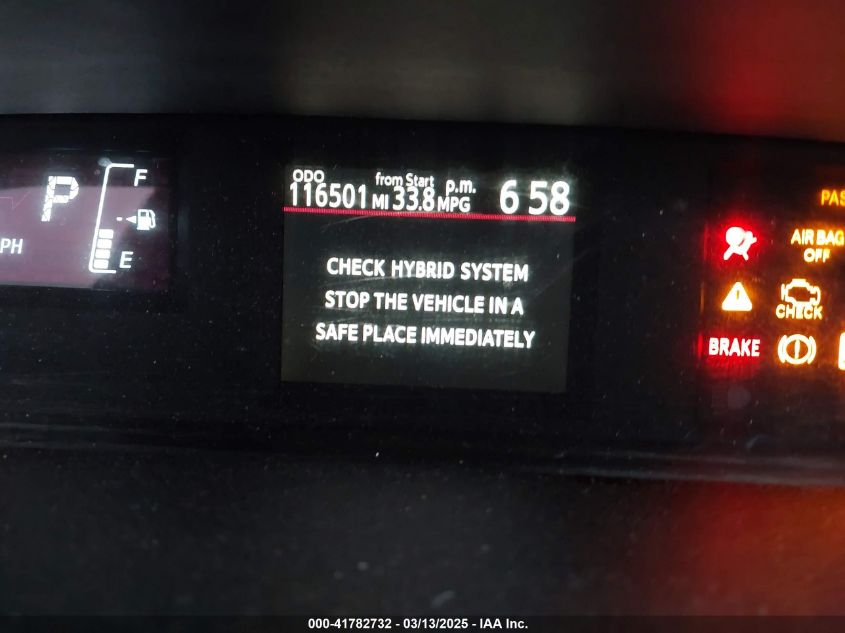 P
F
E
PH
ODO
from Start
p.m.
116501 MI 33.8 MPG
6 58
CHECK HYBRID SYSTEM
STOP THE VEHICLE IN A
SAFE PLACE IMMEDIATELY
PAS
AIR BAG
OFF
CHECK
BRAKE
000-41782732 - 03/13/2025 - IAA Inc.